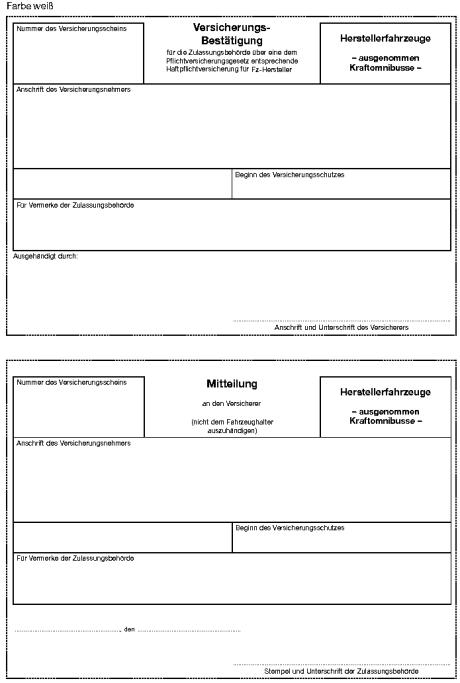 Farbe weiß
Nummer des Versicherungsscheins
Versicherungs-
Bestätigung
für die Zulassungsbehörde über eine dem
Pflichtversicherungsgesetz entsprechende
Haftpflichtversicherung für Fz-Hersteller
Herstellerfahrzeuge
– ausgenommen
Kraftomnibusse –
Anschrift des Versicherungsnehmers
Beginn des Versicherungsschutzes
Für Vermerke der Zulassungsbehörde
Ausgehändigt durch:
Anschrift und Unterschrift des Versicherers
Nummer des Versicherungsscheins
Mitteilung
an den Versicherer
(nicht dem Fahrzeughalter
auszuhändigen)
Herstellerfahrzeuge
– ausgenommen
Kraftomnibusse –
Anschrift des Versicherungsnehmers
Beginn des Versicherungsschutzes
Für Vermerke der Zulassungsbehörde
, den
Stempel und Unterschrift der Zulassungsbehörde